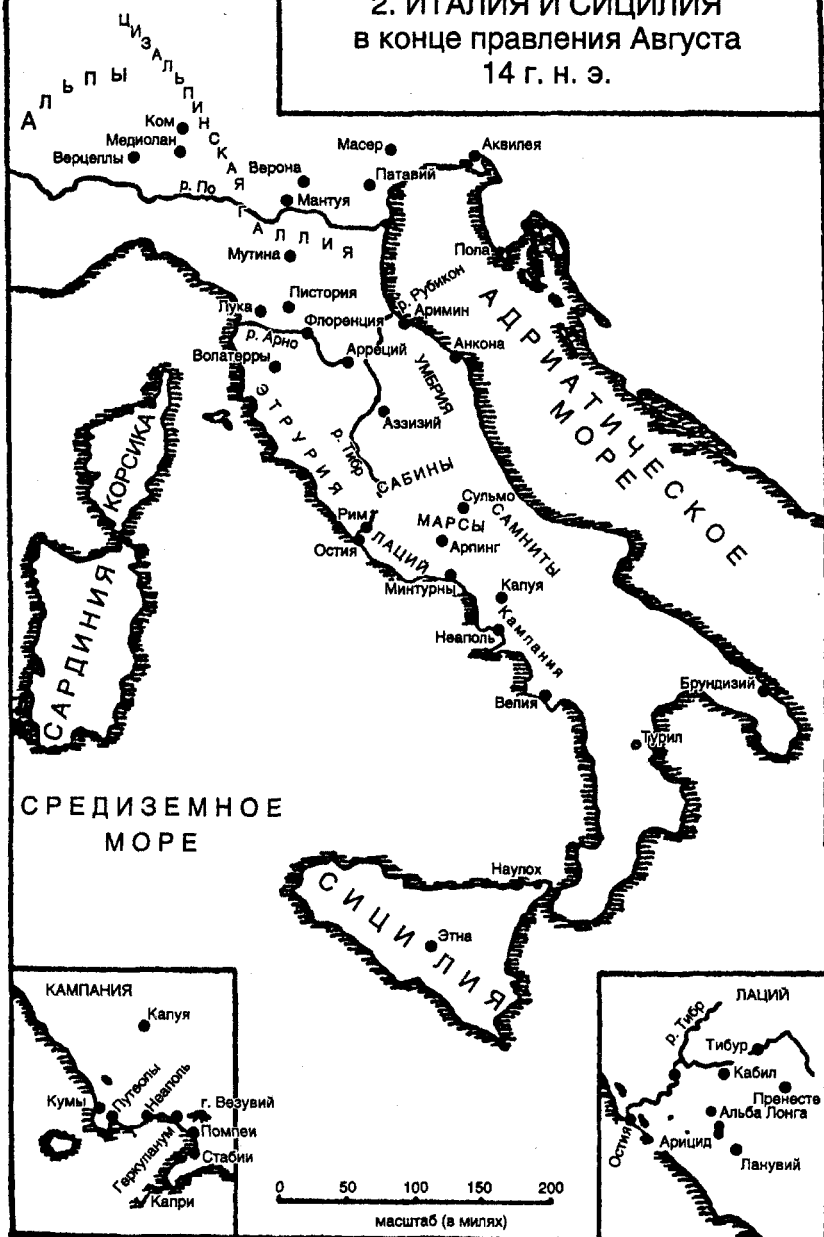 2. ИТАЛИЯ И СИЦИЛИЯ
в конце правления Августа
14 г. н. э.
АЛЬПЫ
ЦИЗАЛЬПИНСКАЯ
ГАЛЛИЯ
Ком
Медиолан
Верцеллы
Масер
Аквилея
Верона
Патавий
р. По
Мантуя
Мутина
Пола
р. Рубикон
Пистория
Лука
Флоренция
Аримин
р. Арно
Анкона
Волатерры
Арреций
УМБРИЯ
АДРИАТИЧЕСКОЕ
МОРЕ
ЭТРУРИЯ
Аззизий
р. Тибр
КОРСИКА
САБИНЫ
Сульмо
Рим
МАРСЫ
САМНИТЫ
Остия
ЛАЦИЙ
Арпинг
Минтурны
Капуя
САРДИНИЯ
Неаполь
Кампания
Велия
Брундизий
Турил
СРЕДИЗЕМНОЕ
МОРЕ
Наулох
СИЦИЛИЯ
Этна
КАМПАНИЯ
Капуя
Кумы
Путволы
Неаполь
г. Везувий
Помпеи
Геркуланум
Стабии
Капри
0 50 100 150 200
масштаб (в милях)
ЛАЦИЙ
р. Тибр
Тибур
Кабил
Пренесте
Альба Лонга
Остия
Арицид
Ланувий